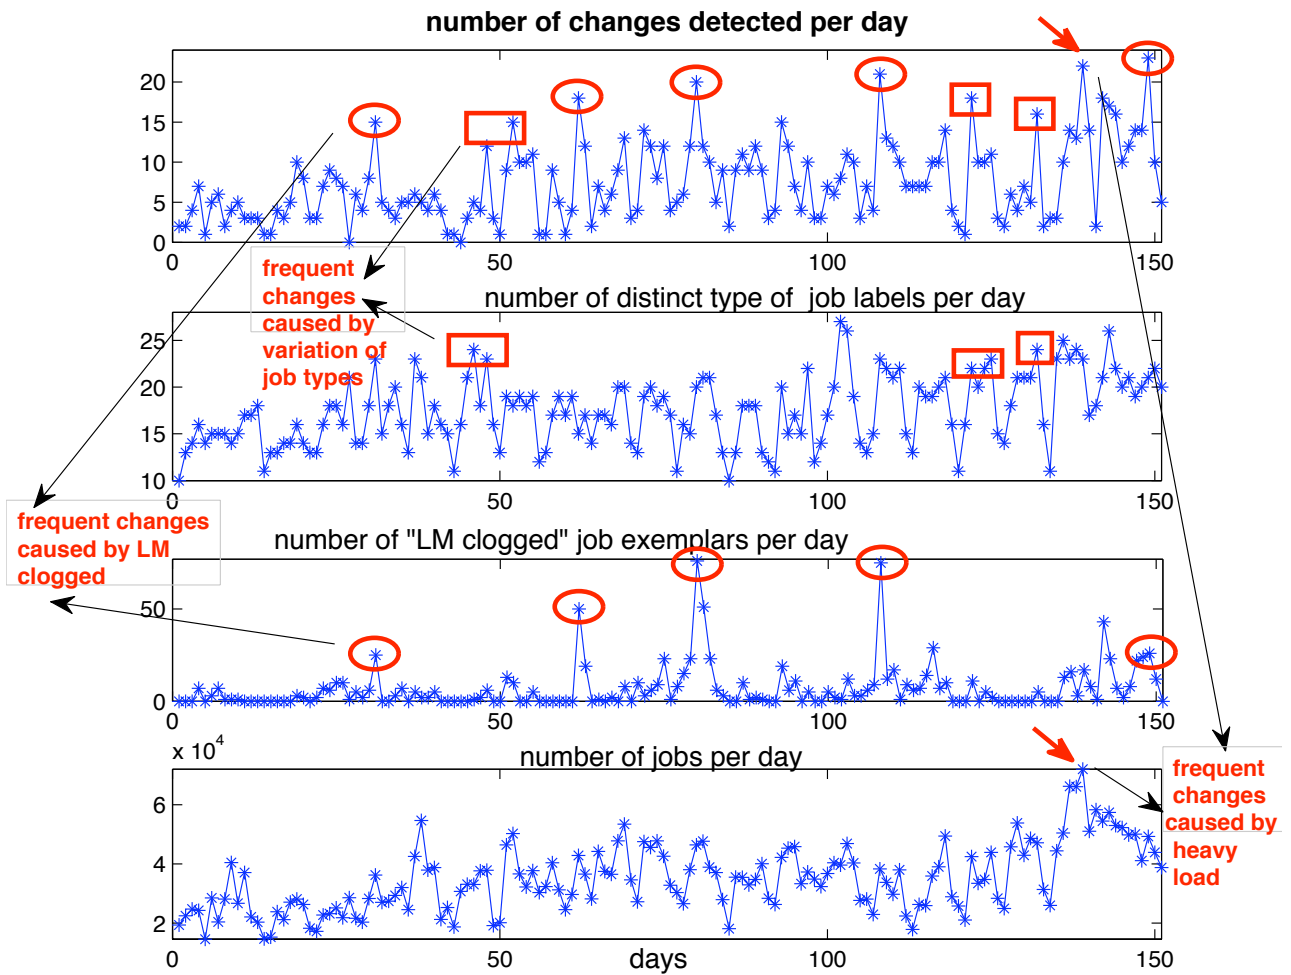 number of changes detected per day
20
15
10
5
0
0
50
100
150
frequent
changes
caused by
variation of
job types
number of distinct type of  job labels per day
25
20
15
10
0
50
100
150
frequent changes
caused by LM
clogged
number of "LM clogged" job exemplars per day
50
0
0
50
100
150
x 10⁴
number of jobs per day
6
4
2
0
50
100
150
days
frequent
changes
caused by
heavy
load